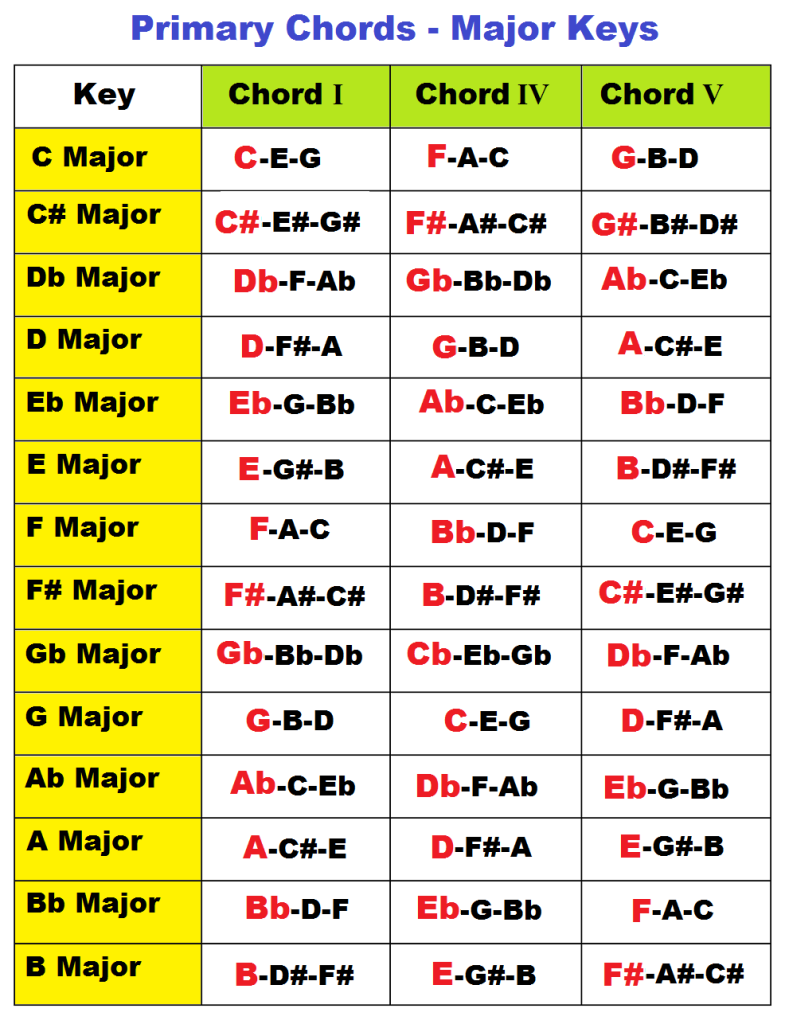 Primary Chords - Major Keys
Key Chord I Chord IV Chord V
C Major C-E-G F-A-C G-B-D
C# Major C#-E#-G# F#-A#-C# G#-B#-D#
Db Major Db-F-Ab Gb-Bb-Db Ab-C-Eb
D Major D-F#-A G-B-D A-C#-E
Eb Major Eb-G-Bb Ab-C-Eb Bb-D-F
E Major E-G#-B A-C#-E B-D#-F#
F Major F-A-C Bb-D-F C-E-G
F# Major F#-A#-C# B-D#-F# C#-E#-G#
Gb Major Gb-Bb-Db Cb-Eb-Gb Db-F-Ab
G Major G-B-D C-E-G D-F#-A
Ab Major Ab-C-Eb Db-F-Ab Eb-G-Bb
A Major A-C#-E D-F#-A E-G#-B
Bb Major Bb-D-F Eb-G-Bb F-A-C
B Major B-D#-F# E-G#-B F#-A#-C#